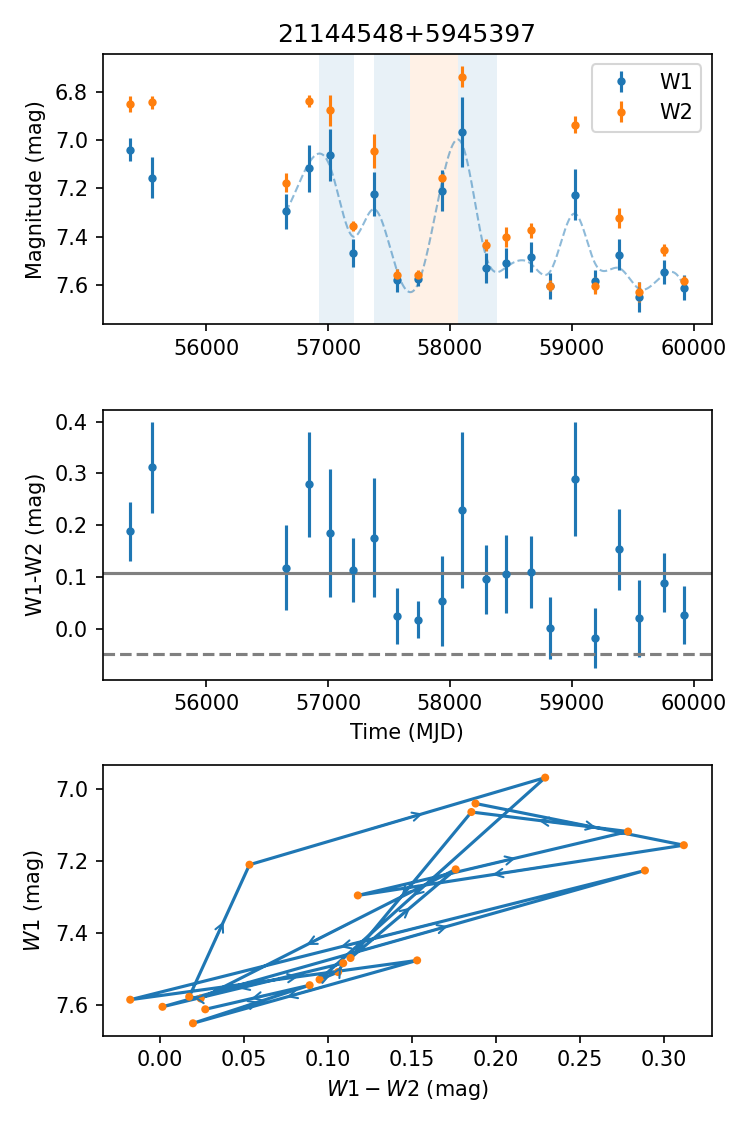 21144548+5945397
Magnitude (mag)
6.8
7.0
7.2
7.4
7.6
W1
W2
56000 57000 58000 59000 60000
W1-W2 (mag)
0.4
0.3
0.2
0.1
0.0
56000 57000 58000 59000 60000
Time (MJD)
W1 (mag)
7.0
7.2
7.4
7.6
0.00 0.05 0.10 0.15 0.20 0.25 0.30
W1 − W2 (mag)